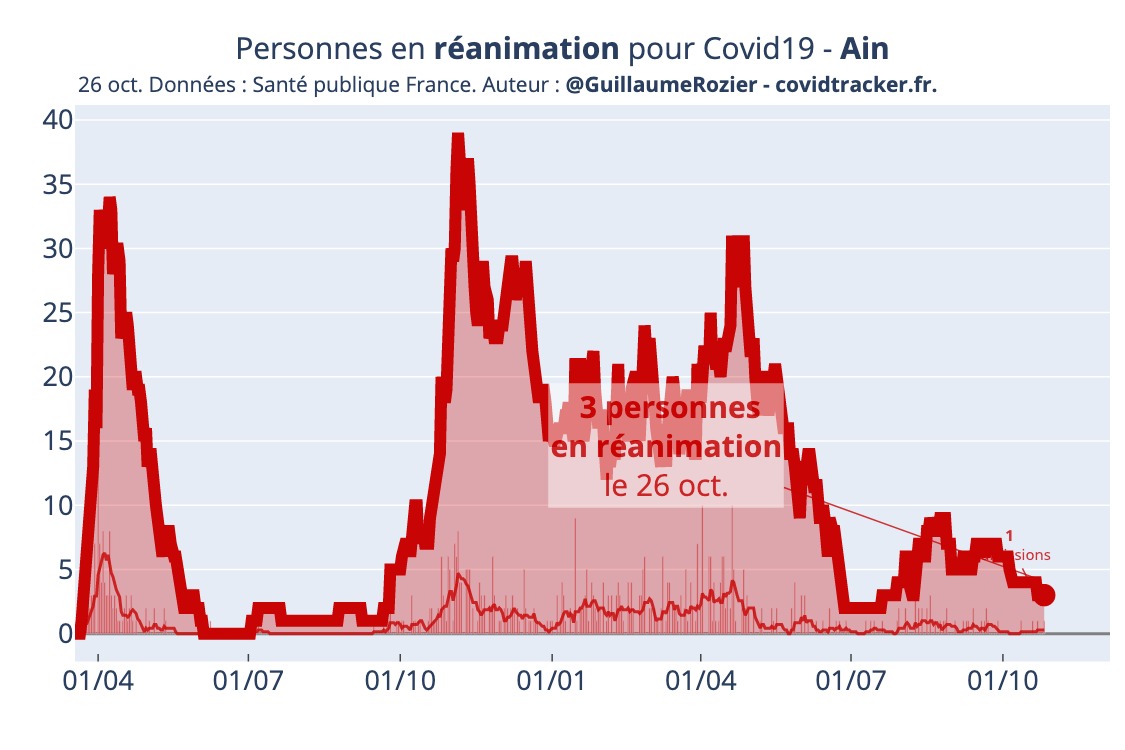 Personnes en réanimation pour Covid19 - Ain
26 oct. Données : Santé publique France. Auteur : @GuillaumeRozier - covidtracker.fr.
40
35
30
25
20
15
10
5
0
3 personnes
en réanimation
le 26 oct.
1
01/04 01/07 01/10 01/01 01/04 01/07 01/10